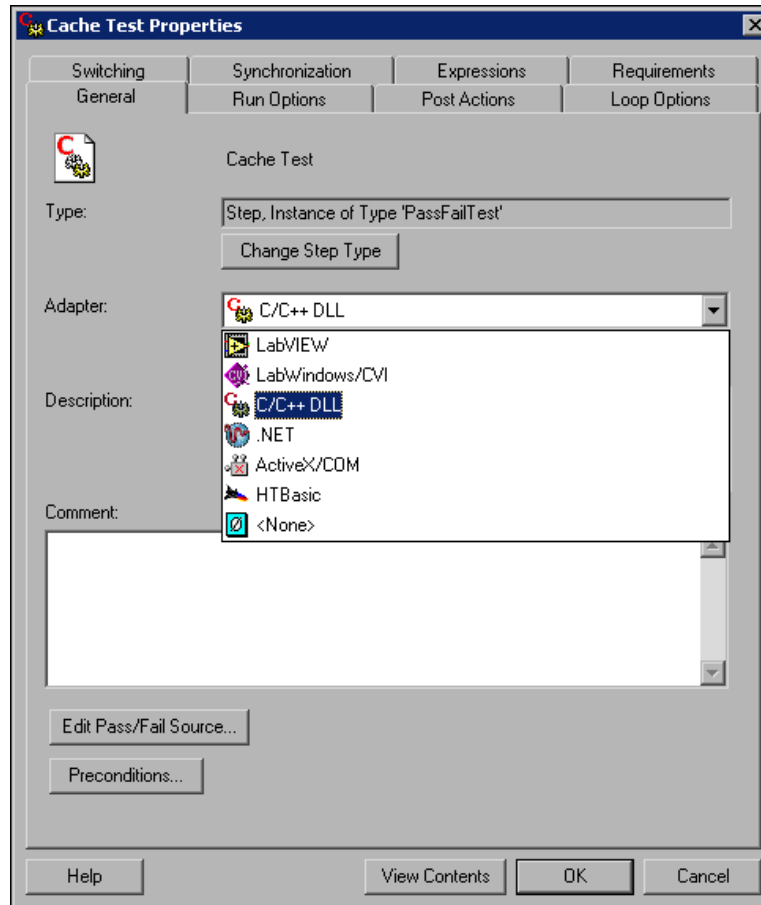 Cache Test Properties
Switching Synchronization Expressions Requirements
General Run Options Post Actions Loop Options
Cache Test
Type: Step, Instance of Type 'PassFailTest'
Change Step Type
Adapter: C/C++ DLL
LabVIEW
LabWindows/CVI
Description: C/C++ DLL
.NET
ActiveX/COM
HTBasic
Comment: <None>
Edit Pass/Fail Source...
Preconditions...
Help View Contents OK Cancel